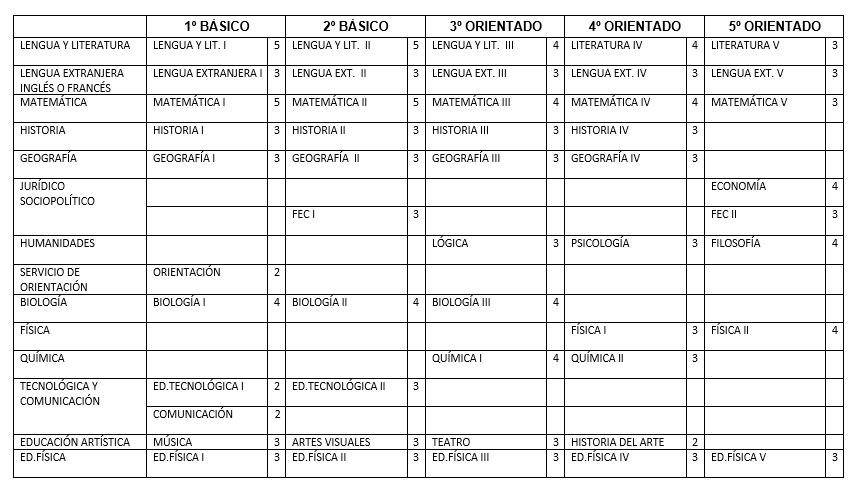 1º BÁSICO 2º BÁSICO 3º ORIENTADO 4º ORIENTADO 5º ORIENTADO
LENGUA Y LITERATURA LENGUA Y LIT. I 5 LENGUA Y LIT. II 5 LENGUA Y LIT. III 4 LITERATURA IV 4 LITERATURA V 3
LENGUA EXTRANJERA LENGUA EXTRANJERA I 3 LENGUA EXT. II 3 LENGUA EXT. III 3 LENGUA EXT. IV 3 LENGUA EXT. V 3
INGLÉS O FRANCÉS
MATEMÁTICA MATEMÁTICA I 5 MATEMÁTICA II 5 MATEMÁTICA III 4 MATEMÁTICA IV 4 MATEMÁTICA V 3
HISTORIA HISTORIA I 3 HISTORIA II 3 HISTORIA III 3 HISTORIA IV 3
GEOGRAFÍA GEOGRAFÍA I 3 GEOGRAFÍA II 3 GEOGRAFÍA III 3 GEOGRAFÍA IV 3
JURÍDICO ECONOMÍA 4
SOCIOPOLÍTICO
FEC I 3 FEC II 3
HUMANIDADES LÓGICA 3 PSICOLOGÍA 3 FILOSOFÍA 4
SERVICIO DE ORIENTACIÓN 2
ORIENTACIÓN
BIOLOGÍA BIOLOGÍA I 4 BIOLOGÍA II 4 BIOLOGÍA III 4
FÍSICA FÍSICA I 3 FÍSICA II 4
QUÍMICA QUÍMICA I 4 QUÍMICA II 3
TECNOLÓGICA Y ED.TECNOLÓGICA I 2 ED.TECNOLÓGICA II 3
COMUNICACIÓN
COMUNICACIÓN 2
EDUCACIÓN ARTÍSTICA MÚSICA 3 ARTES VISUALES 3 TEATRO 3 HISTORIA DEL ARTE 2
ED.FÍSICA ED.FÍSICA I 3 ED.FÍSICA II 3 ED.FÍSICA III 3 ED.FÍSICA IV 3 ED.FÍSICA V 3